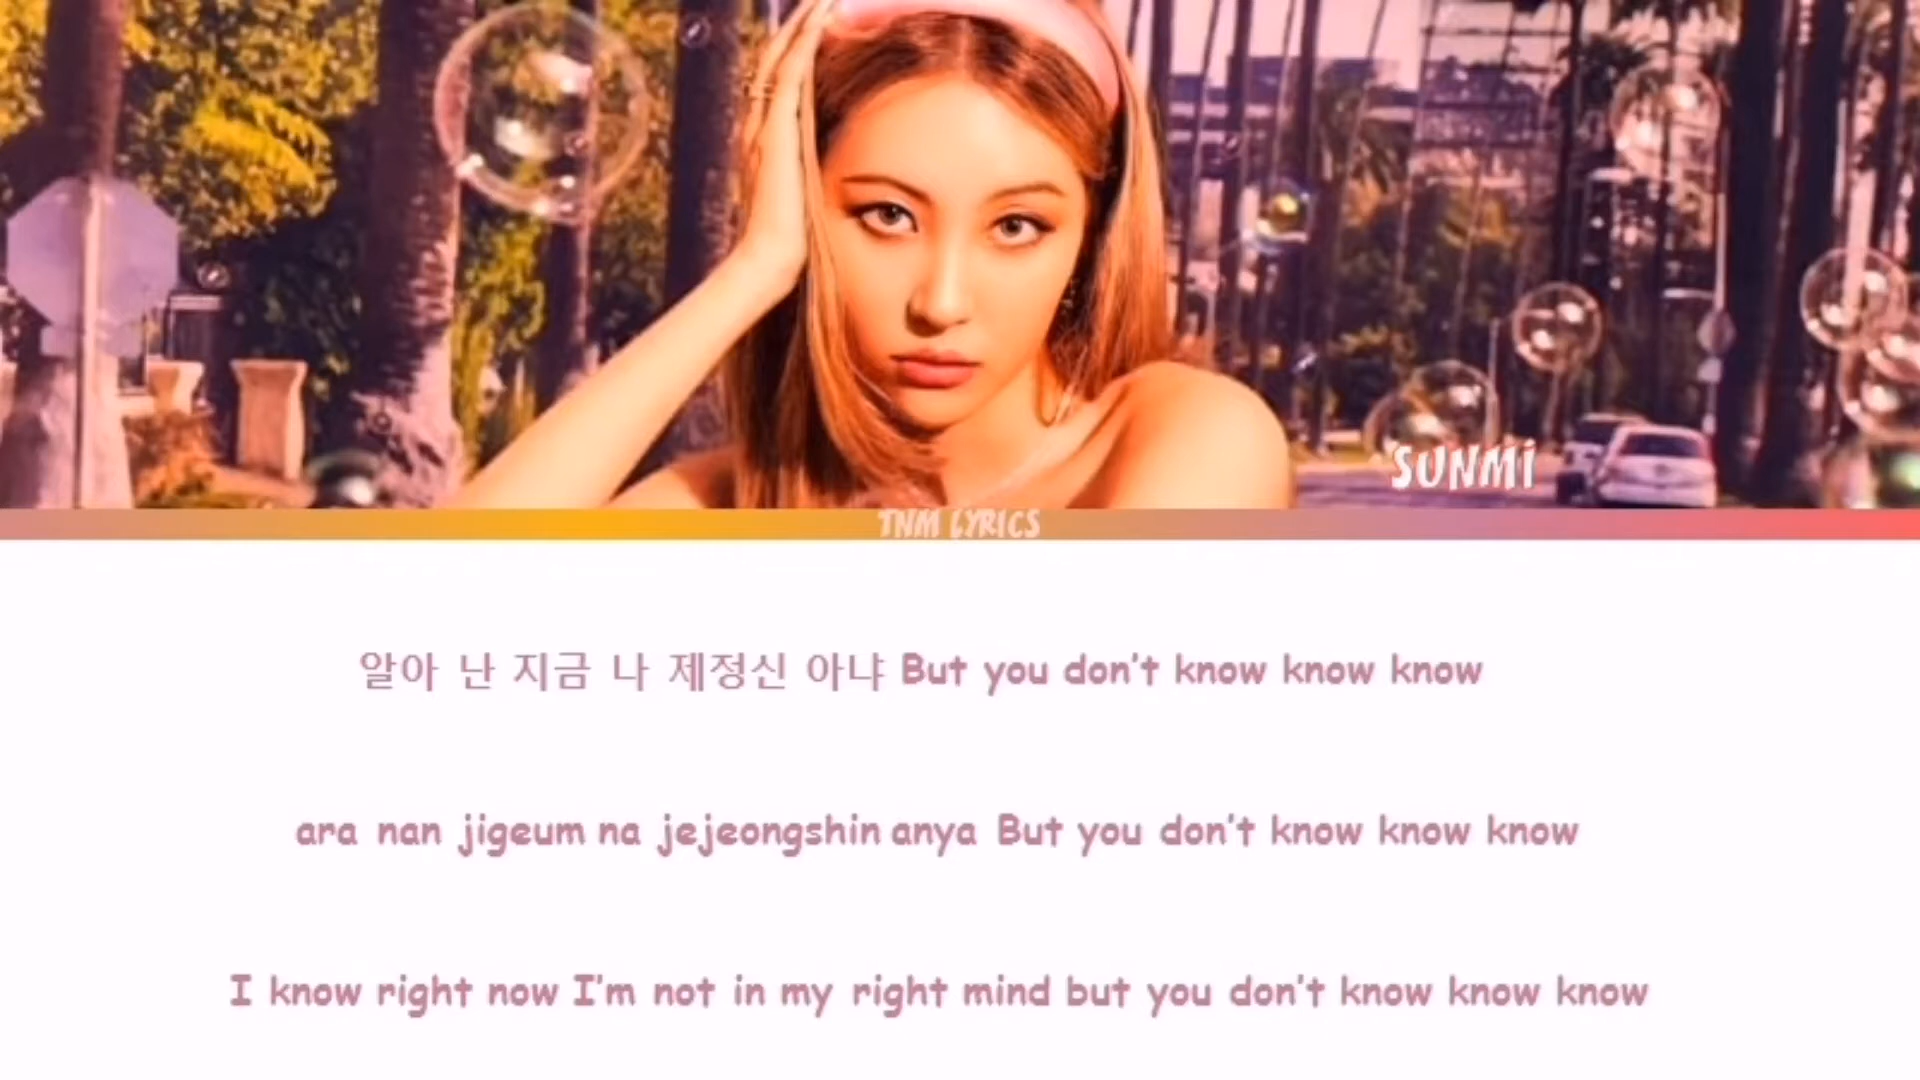 SUNMI
TNM LYRICS
알아 난 지금 나 제정신 아냐 But you don't know know know
ara nan jigeum na jejeongshin anya But you don't know know know
I know right now I'm not in my right mind but you don't know know know